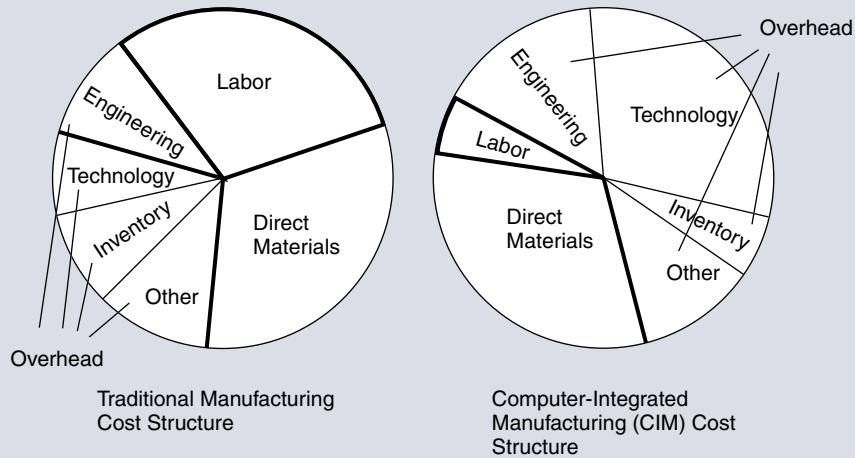 Labor
Engineering
Technology
Inventory
Other
Direct
Materials
Overhead
Traditional Manufacturing
Cost Structure
Overhead
Engineering
Technology
Labor
Inventory
Direct
Materials
Other
Computer-Integrated
Manufacturing (CIM) Cost
Structure